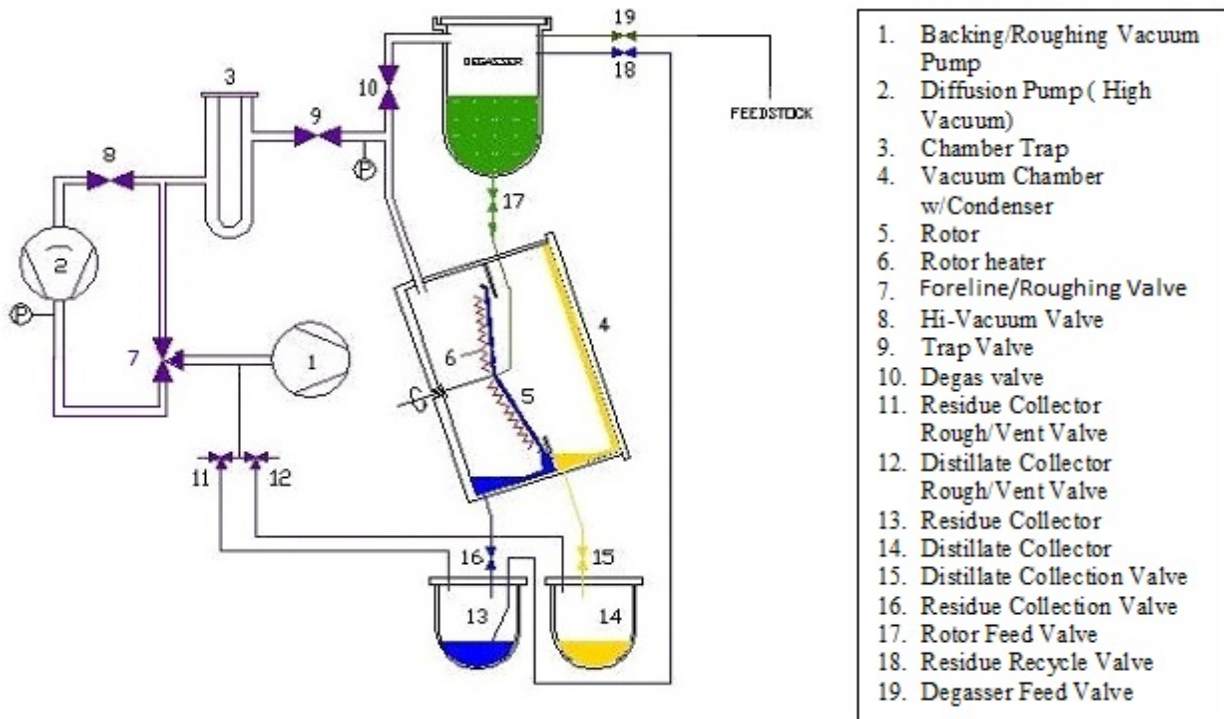 19
DEGASSER
18
3
10
FEEDSTOCK
9
P
8
17
2
4
P
6
7
1
5
11
12
16
15
13
14
1. Backing/Roughing Vacuum
Pump
2. Diffusion Pump ( High
Vacuum)
3. Chamber Trap
4. Vacuum Chamber
w/Condenser
5. Rotor
6. Rotor heater
7. Foreline/Roughing Valve
8. Hi-Vacuum Valve
9. Trap Valve
10. Degas valve
11. Residue Collector
Rough/Vent Valve
12. Distillate Collector
Rough/Vent Valve
13. Residue Collector
14. Distillate Collector
15. Distillate Collection Valve
16. Residue Collection Valve
17. Rotor Feed Valve
18. Residue Recycle Valve
19. Degasser Feed Valve